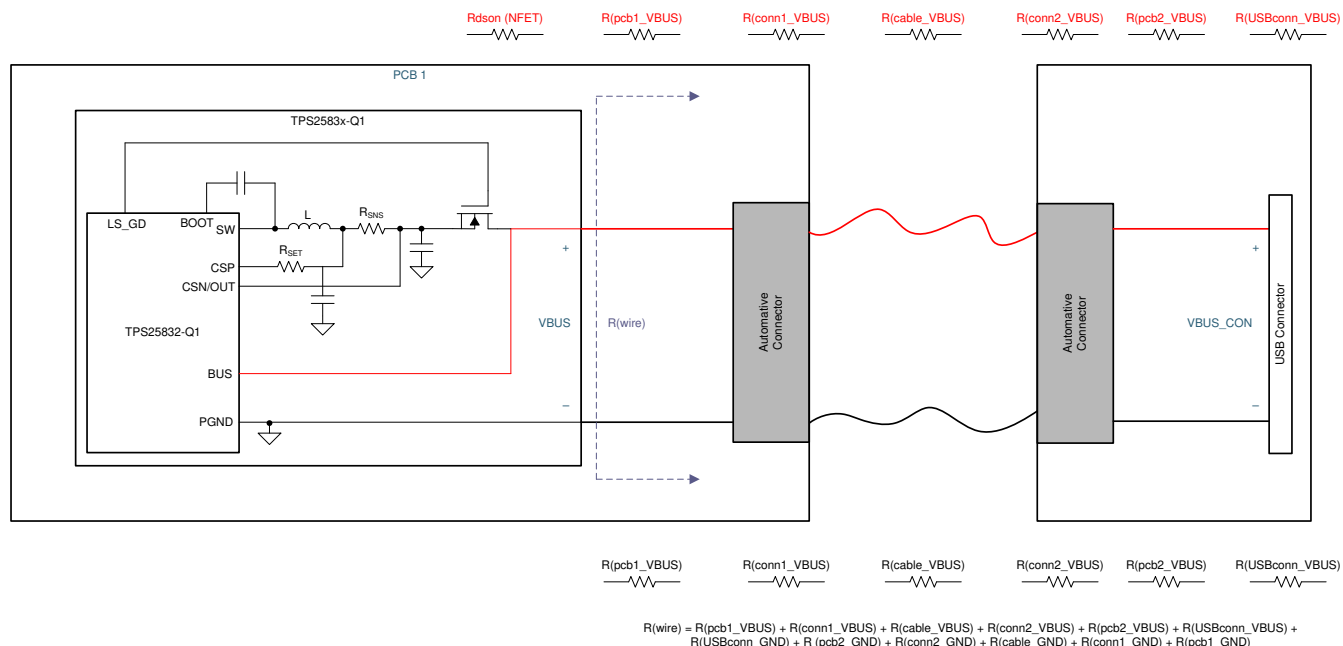 Rdson (NFET) R(pcb1_VBUS) R(conn1_VBUS) R(cable_VBUS) R(conn2_VBUS) R(pcb2_VBUS) R(USBconn_VBUS)
PCB 1
TPS2583x-Q1
LS_GD BOOT SW L RSNS
CSP RSET
CSN/OUT
TPS25832-Q1
BUS
PGND
+
VBUS
–
R(wire)
Automative
Connector
Automative
Connector
+
VBUS_CON
–
USB Connector
R(pcb1_VBUS) R(conn1_VBUS) R(cable_VBUS) R(conn2_VBUS) R(pcb2_VBUS) R(USBconn_VBUS)
R(wire) = R(pcb1_VBUS) + R(conn1_VBUS) + R(cable_VBUS) + R(conn2_VBUS) + R(pcb2_VBUS) + R(USBconn_VBUS) +
R(USBconn_GND) + R (pcb2_GND) + R(conn2_GND) + R(cable_GND) + R(conn1_GND) + R(pcb1_GND)